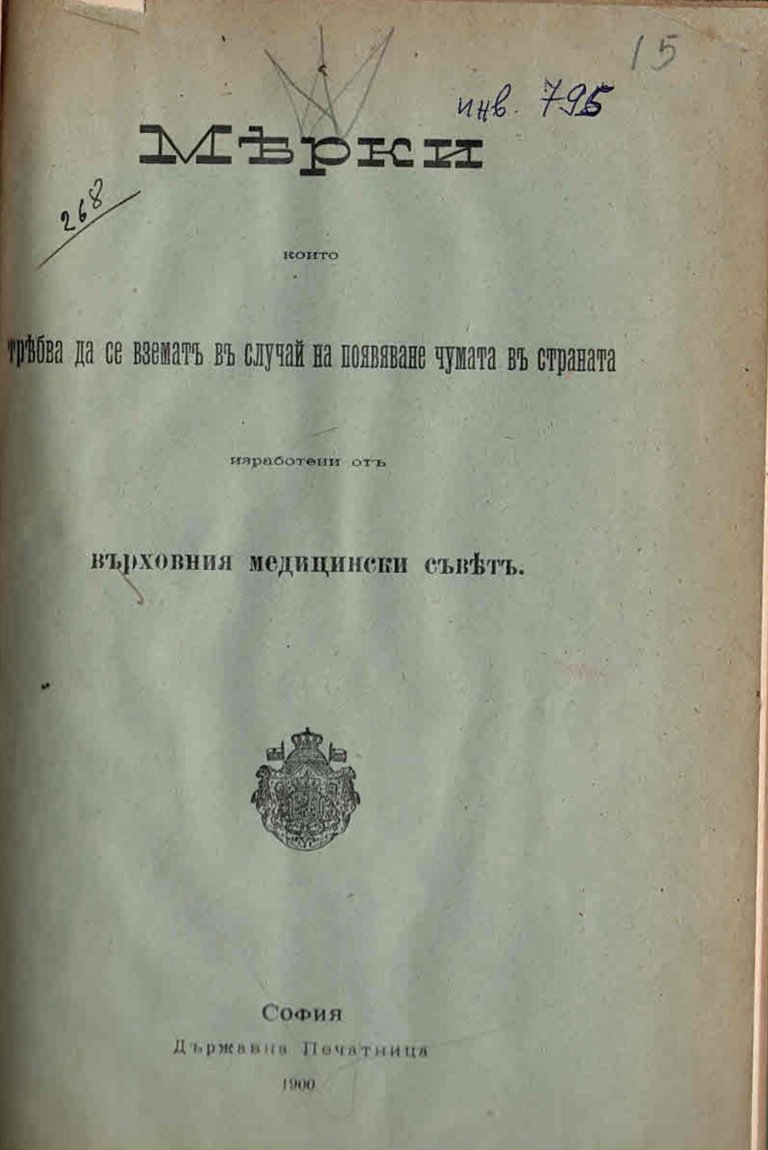 15
инв. 795
Мѣрки
268
които
трѣбва да се взематъ въ случай на появяване чумата въ страната
изработени отъ
върховния медицински съвѣтъ.
София
Държавна Печатница
1900